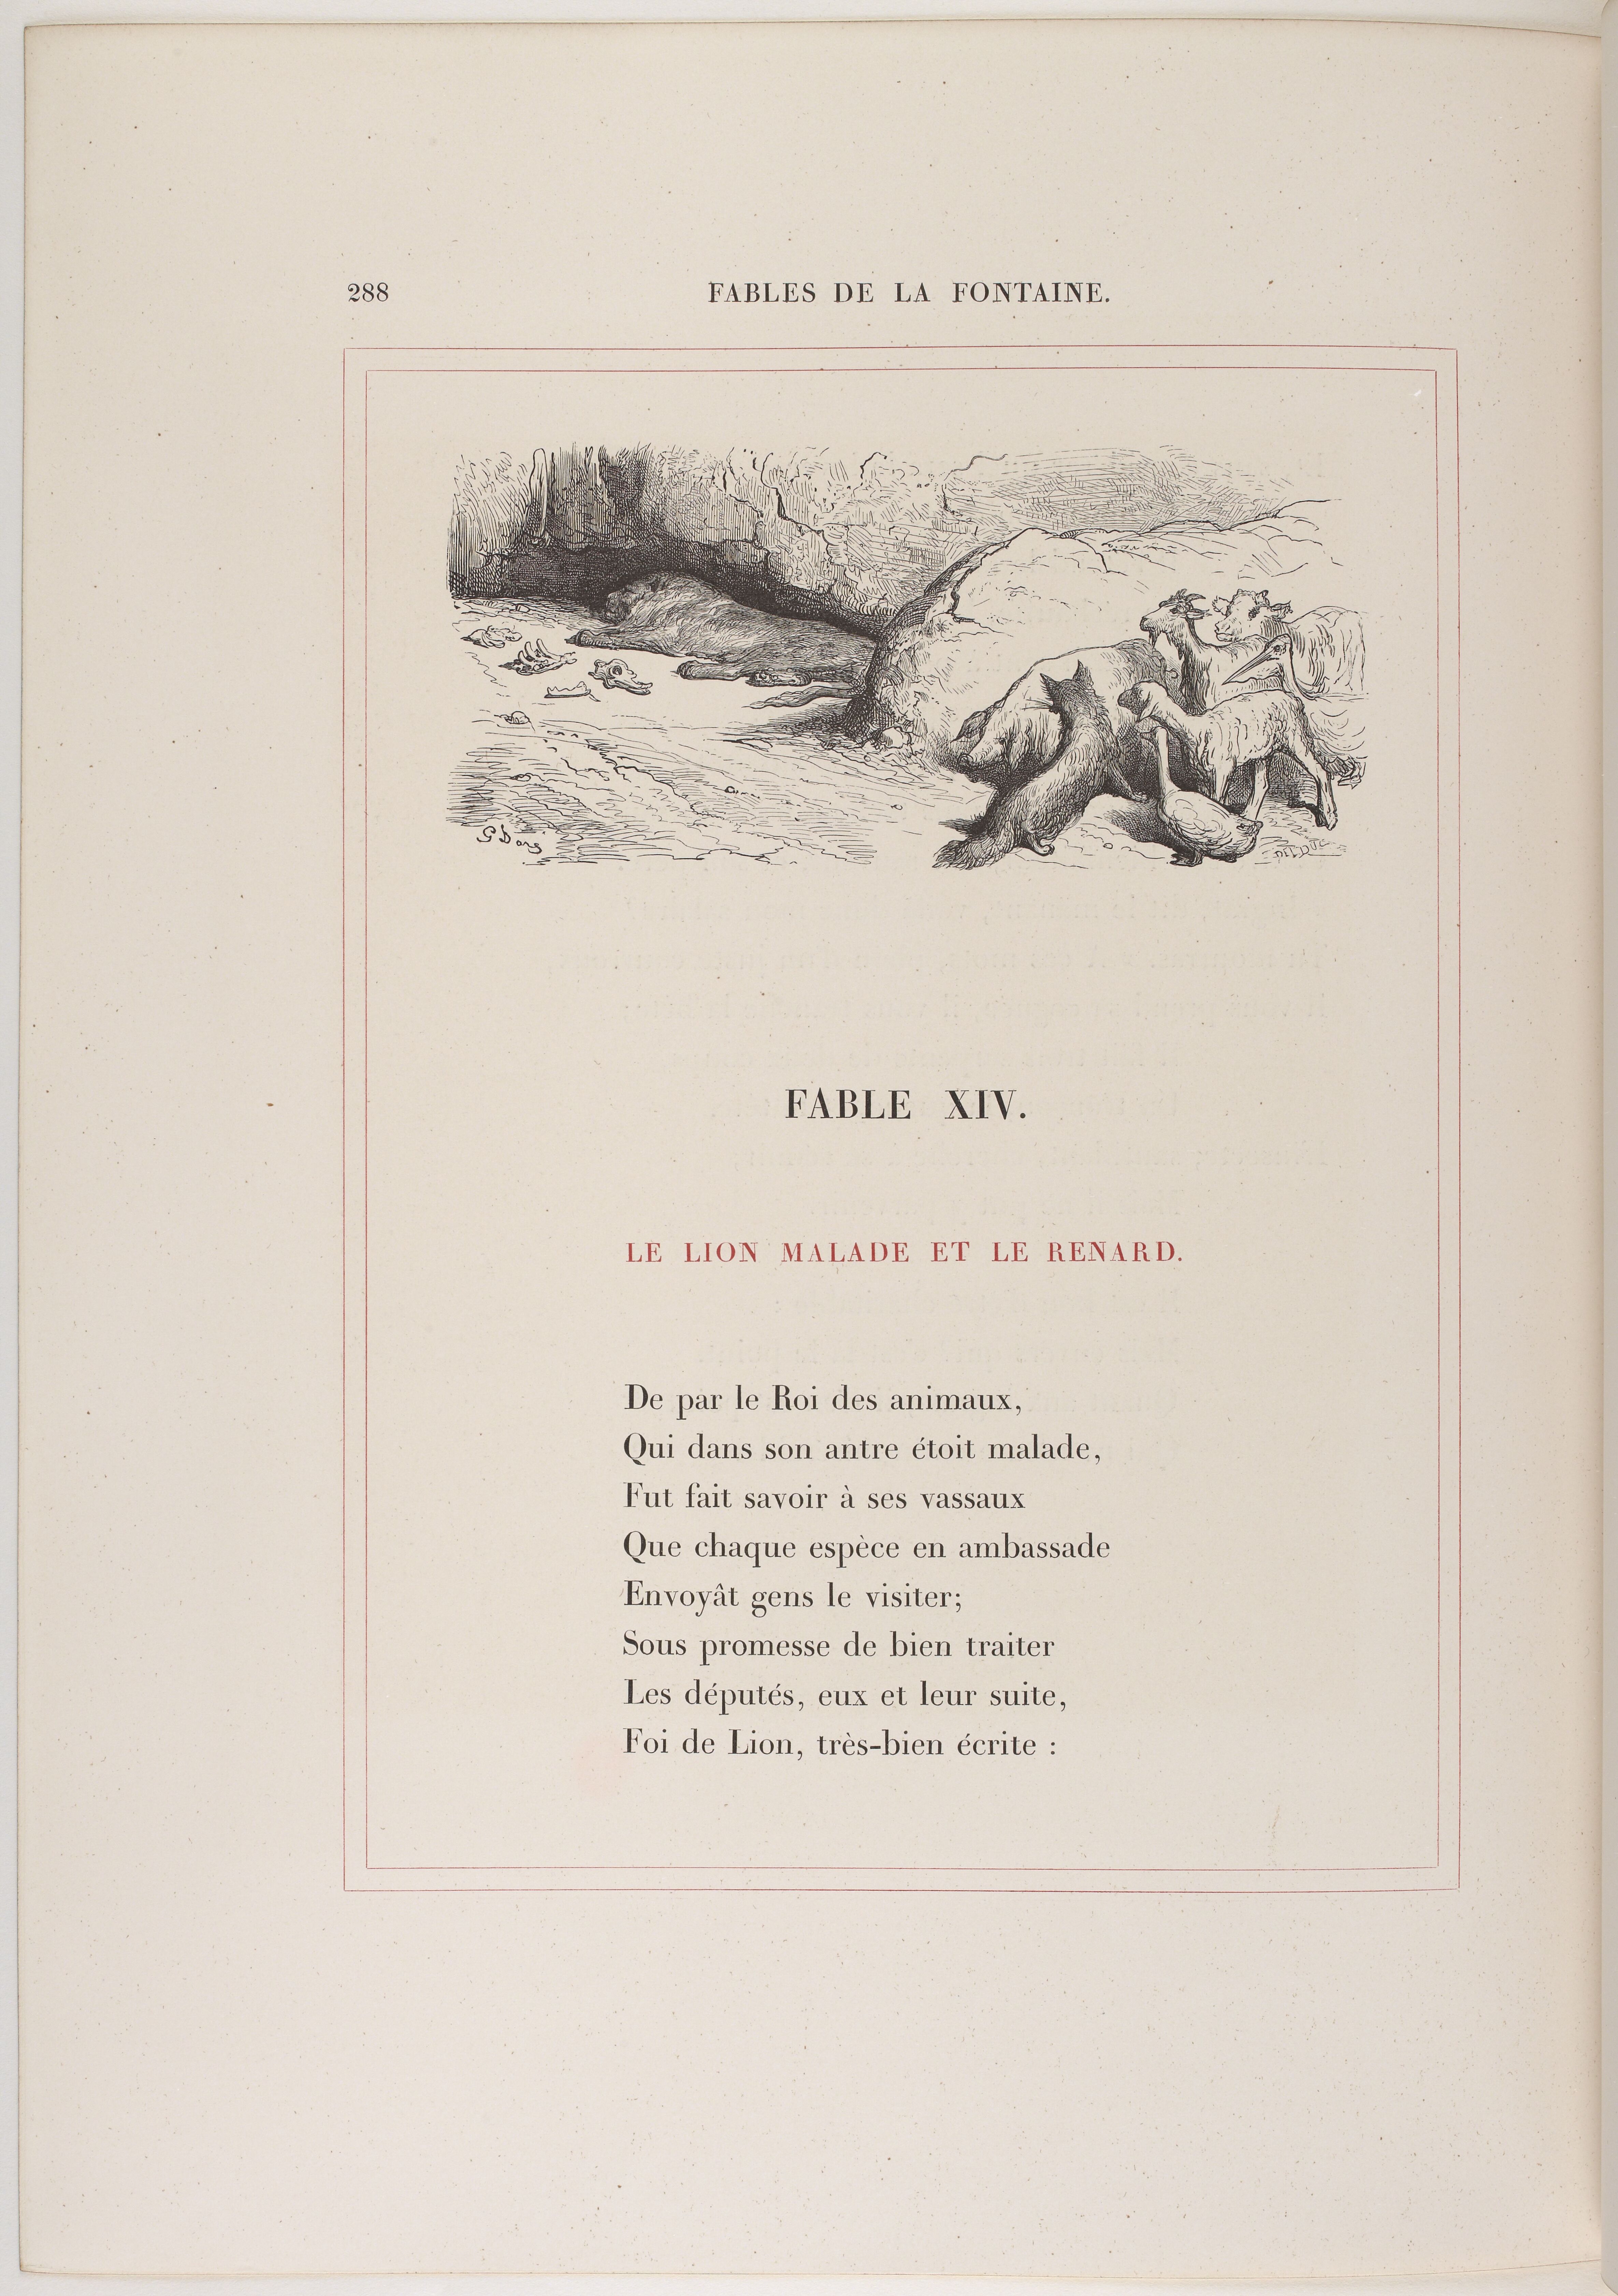 288
FABLES DE LA FONTAINE.
G Doré
DELDUC
FABLE XIV.
LE LION MALADE ET LE RENARD.
De par le Roi des animaux,
Qui dans son antre étoit malade,
Fut fait savoir à ses vassaux
Que chaque espèce en ambassade
Envoyât gens le visiter;
Sous promesse de bien traiter
Les députés, eux et leur suite,
Foi de Lion, très-bien écrite :